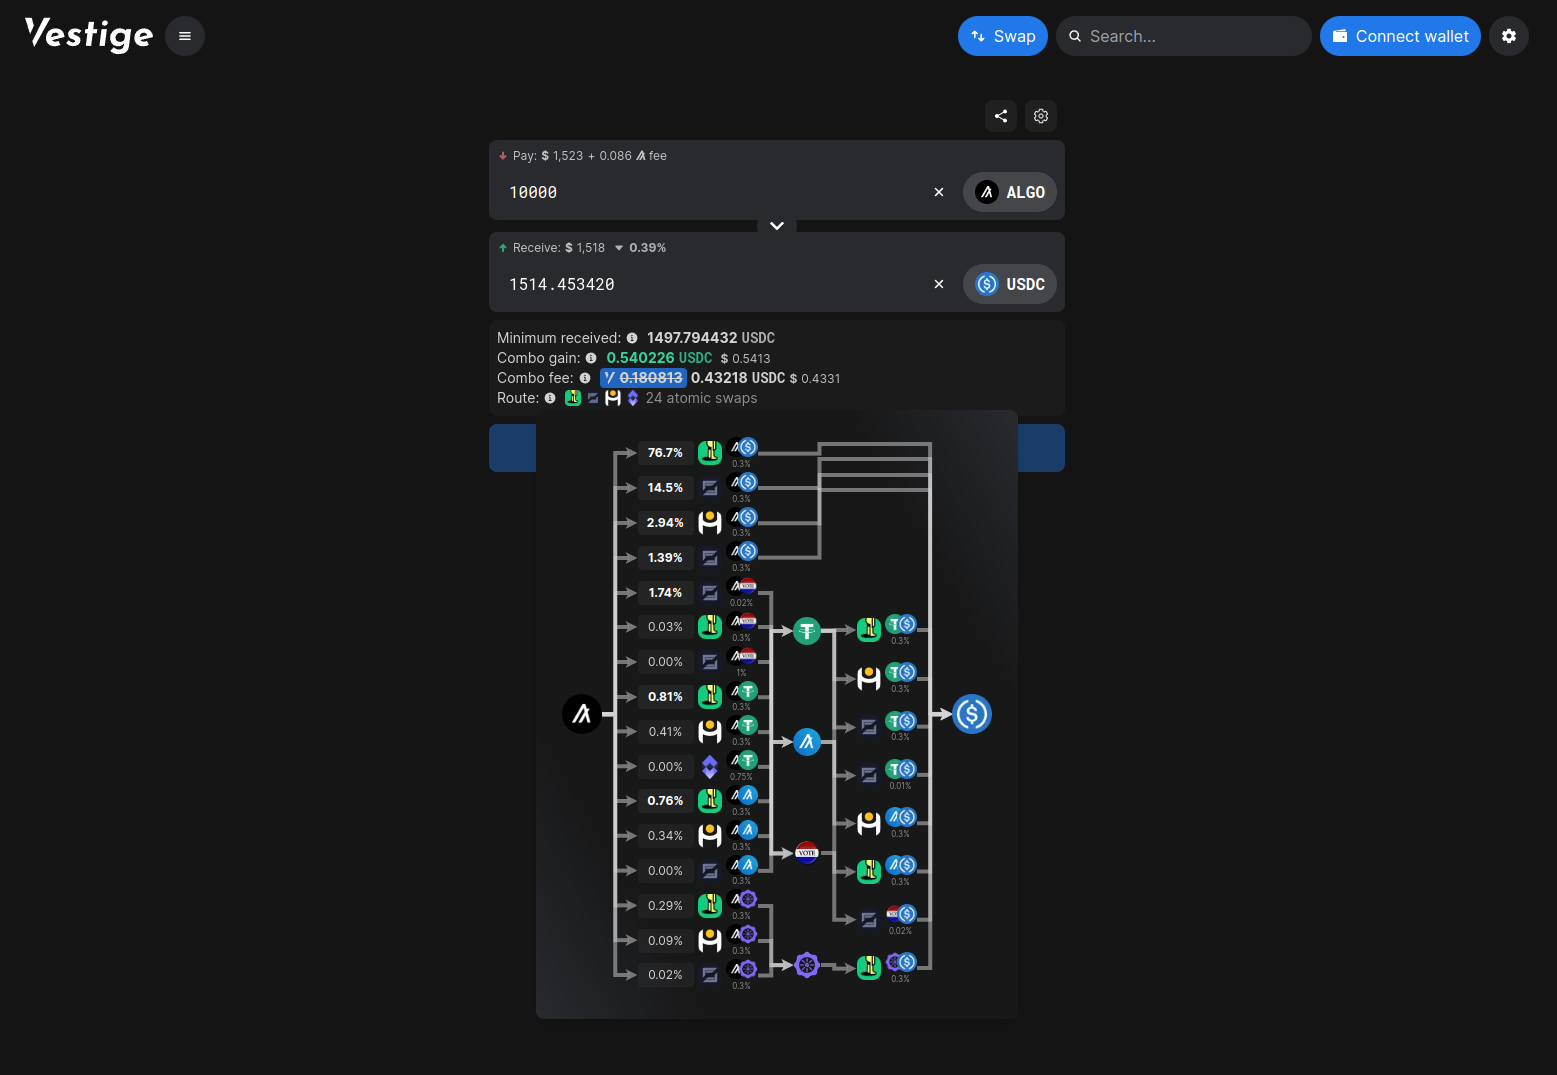 Vestige
Swap
Search...
Connect wallet
Pay: $ 1,523 + 0.086 fee
10000
ALGO
Receive: $ 1,518 0.39%
1514.453420
USDC
Minimum received: 1497.794432 USDC
Combo gain: 0.540226 USDC $ 0.5413
Combo fee: 0.180813 0.43218 USDC $ 0.4331
Route: 24 atomic swaps
76.7%
0.3%
14.5%
0.3%
2.94%
0.3%
1.39%
0.3%
1.74%
VOTE
0.02%
0.03%
VOTE
0.3%
0.3%
0.00%
VOTE
1%
0.3%
0.81%
0.3%
0.41%
0.3%
0.3%
0.00%
0.75%
0.01%
0.76%
0.3%
0.34%
0.3%
0.3%
VOTE
0.00%
0.3%
0.3%
0.29%
0.3%
0.02%
0.09%
0.3%
0.02%
0.3%
0.3%